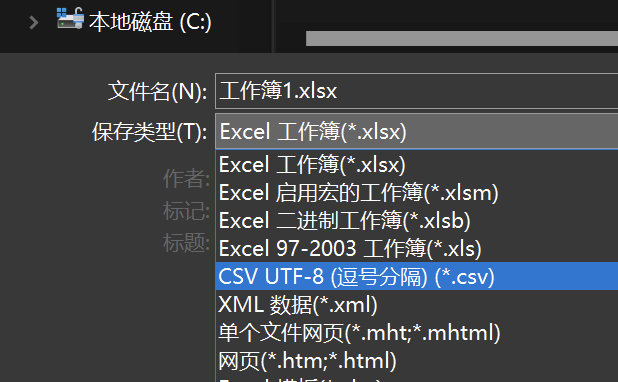 本地磁盘 (C:)
文件名(N): 工作簿1.xlsx
保存类型(T): Excel 工作簿(*.xlsx)
Excel 工作簿(*.xlsx)
作者:
Excel 启用宏的工作簿(*.xlsm)
标记:
Excel 二进制工作簿(*.xlsb)
标题:
Excel 97-2003 工作簿(*.xls)
CSV UTF-8 (逗号分隔) (*.csv)
XML 数据(*.xml)
单个文件网页(*.mht;*.mhtml)
网页(*.htm;*.html)